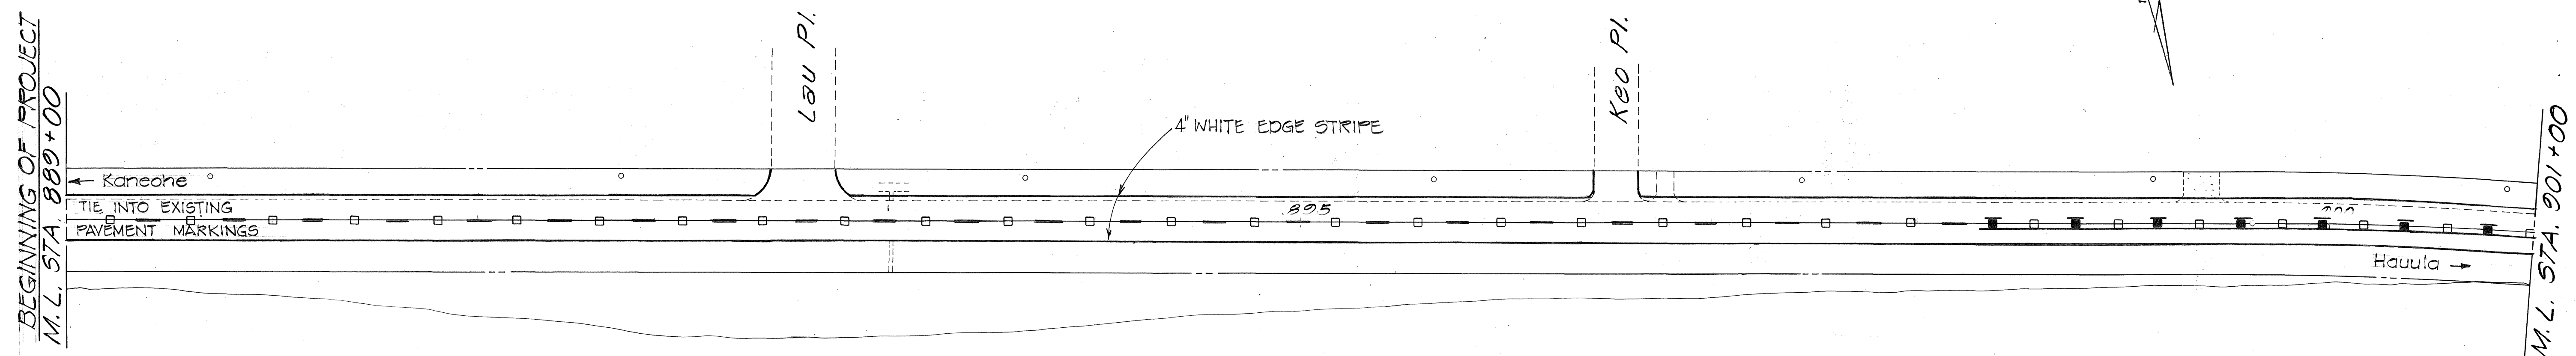 BEGINNING OF PROJECT
M.L. STA. 889+00
Lau Pl.
Keo Pl.
4" WHITE EDGE STRIPE
← Kaneohe
TIE INTO EXISTING
PAVEMENT MARKINGS
895
Hauula →
M.L. STA. 901+00